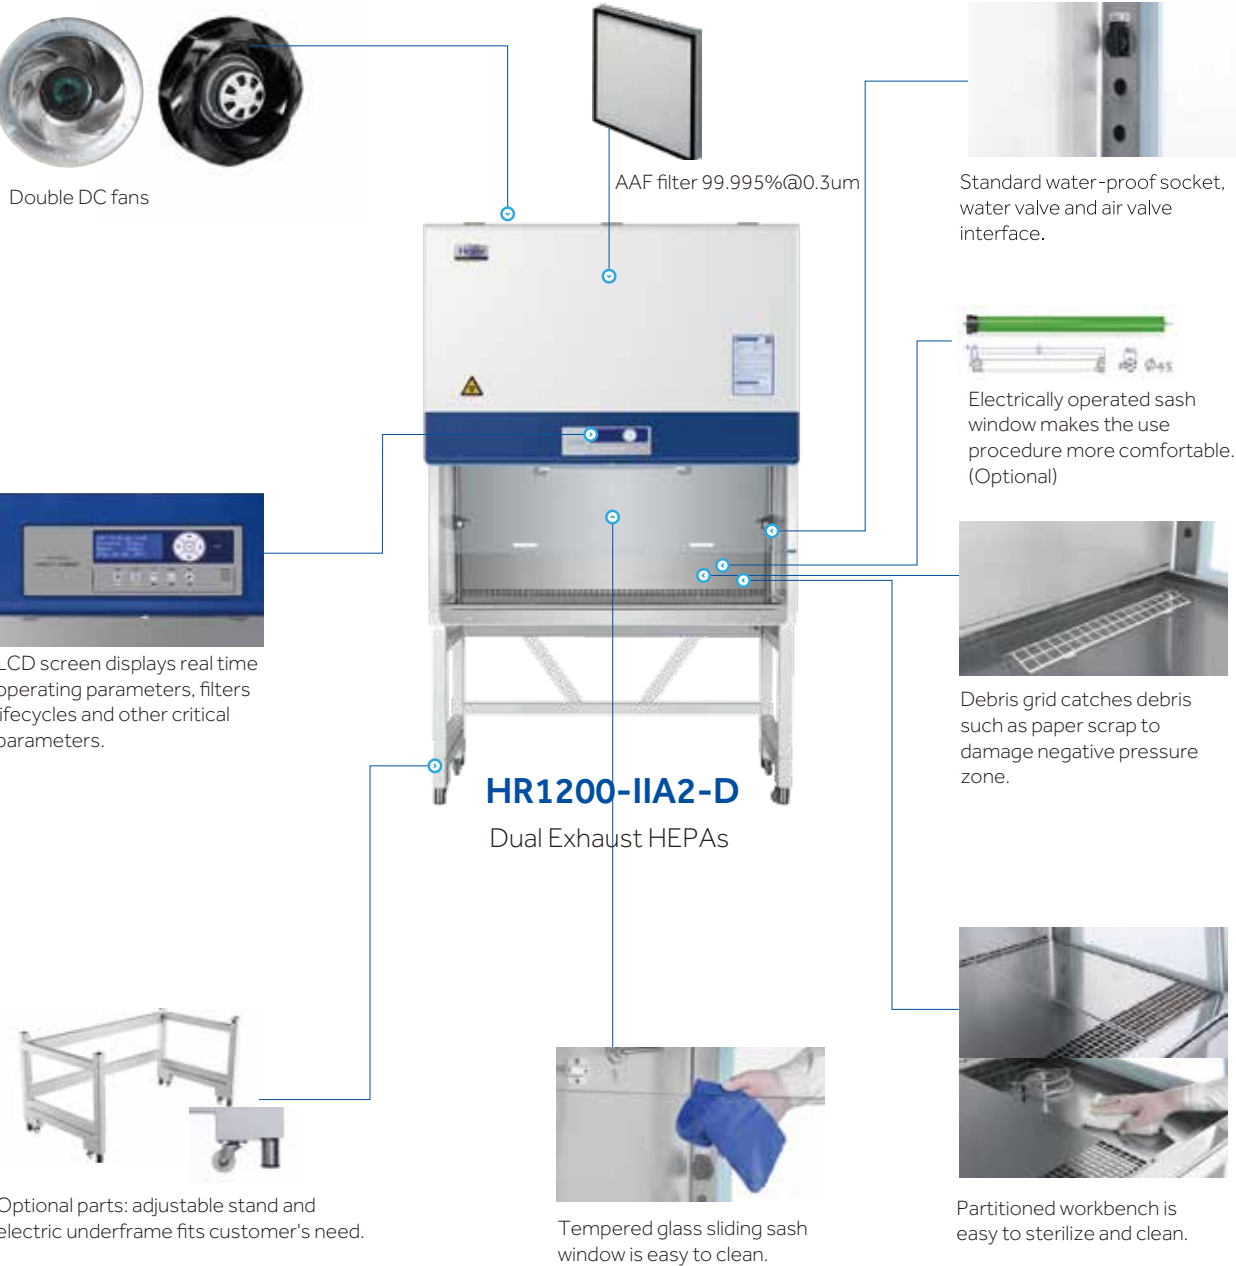 Double DC fans
AAF filter 99.995%@0.3um
Standard water-proof socket,
water valve and air valve
interface.
Haier
Ø45
Electrically operated sash
window makes the use
procedure more comfortable.
(Optional)
LCD screen displays real time
operating parameters, filters
lifecycles and other critical
parameters.
Debris grid catches debris
such as paper scrap to
damage negative pressure
zone.
HR1200-IIA2-D
Dual Exhaust HEPAs
Optional parts: adjustable stand and
electric underframe fits customer's need.
Tempered glass sliding sash
window is easy to clean.
Partitioned workbench is
easy to sterilize and clean.